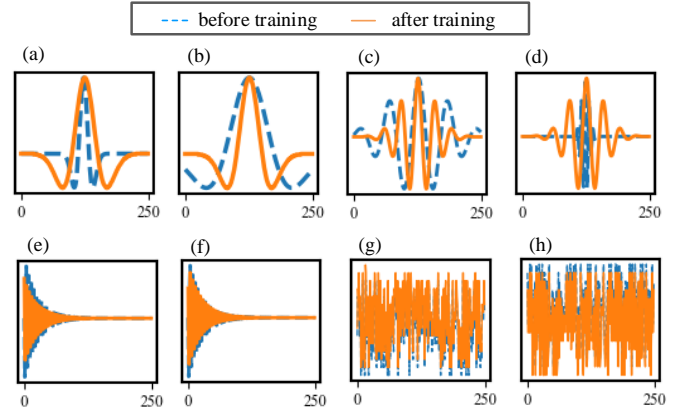 before training after training
(a) (b) (c) (d)
0 250 0 250 0 250 0 250
(e) (f) (g) (h)
0 250 0 250 0 250 0 250